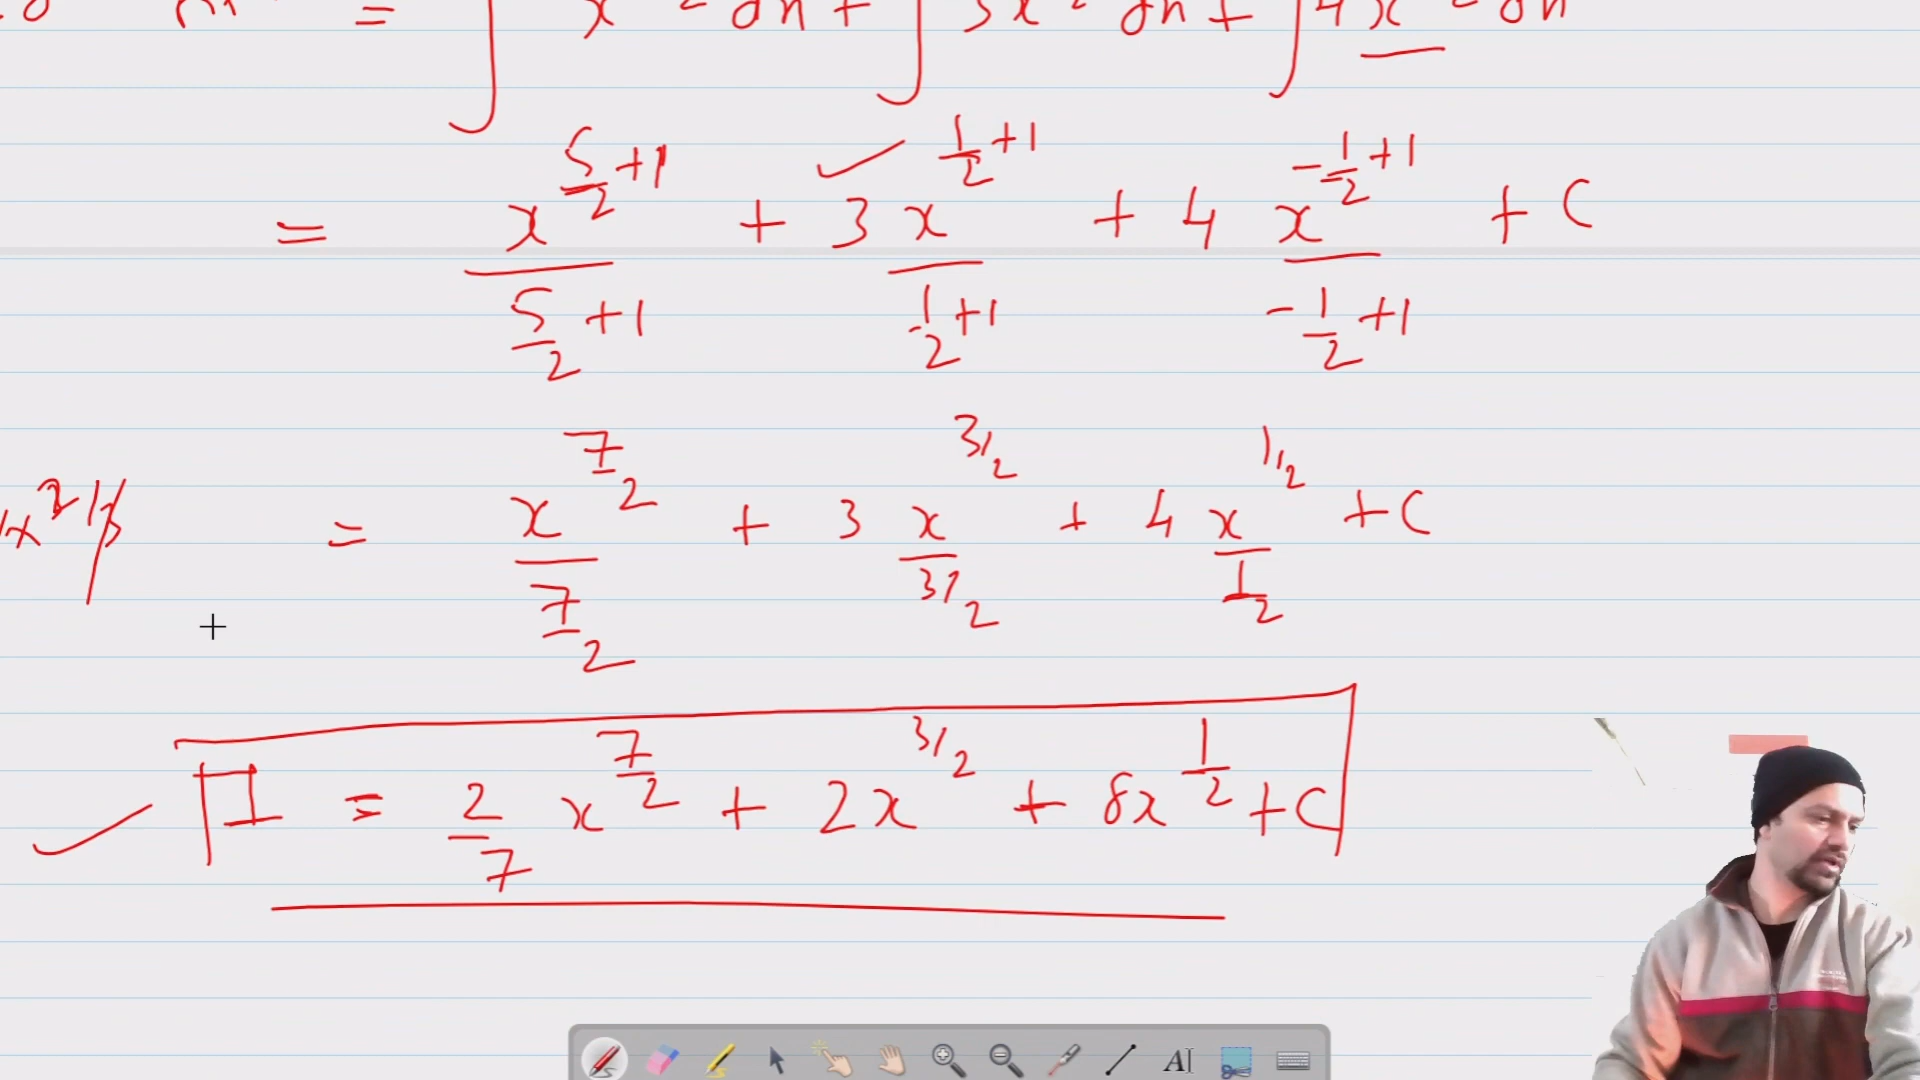 = ∫ x dx + ∫ 3x dx + ∫ 4x dx
= x^(5/2+1) / (5/2+1) + 3 x^(1/2+1) / (1/2+1) + 4 x^(-1/2+1) / (-1/2+1) + C
= x^(7/2) / (7/2) + 3 x^(3/2) / (3/2) + 4 x^(1/2) / (1/2) + C
I = 2/7 x^(7/2) + 2x^(3/2) + 8x^(1/2) + C